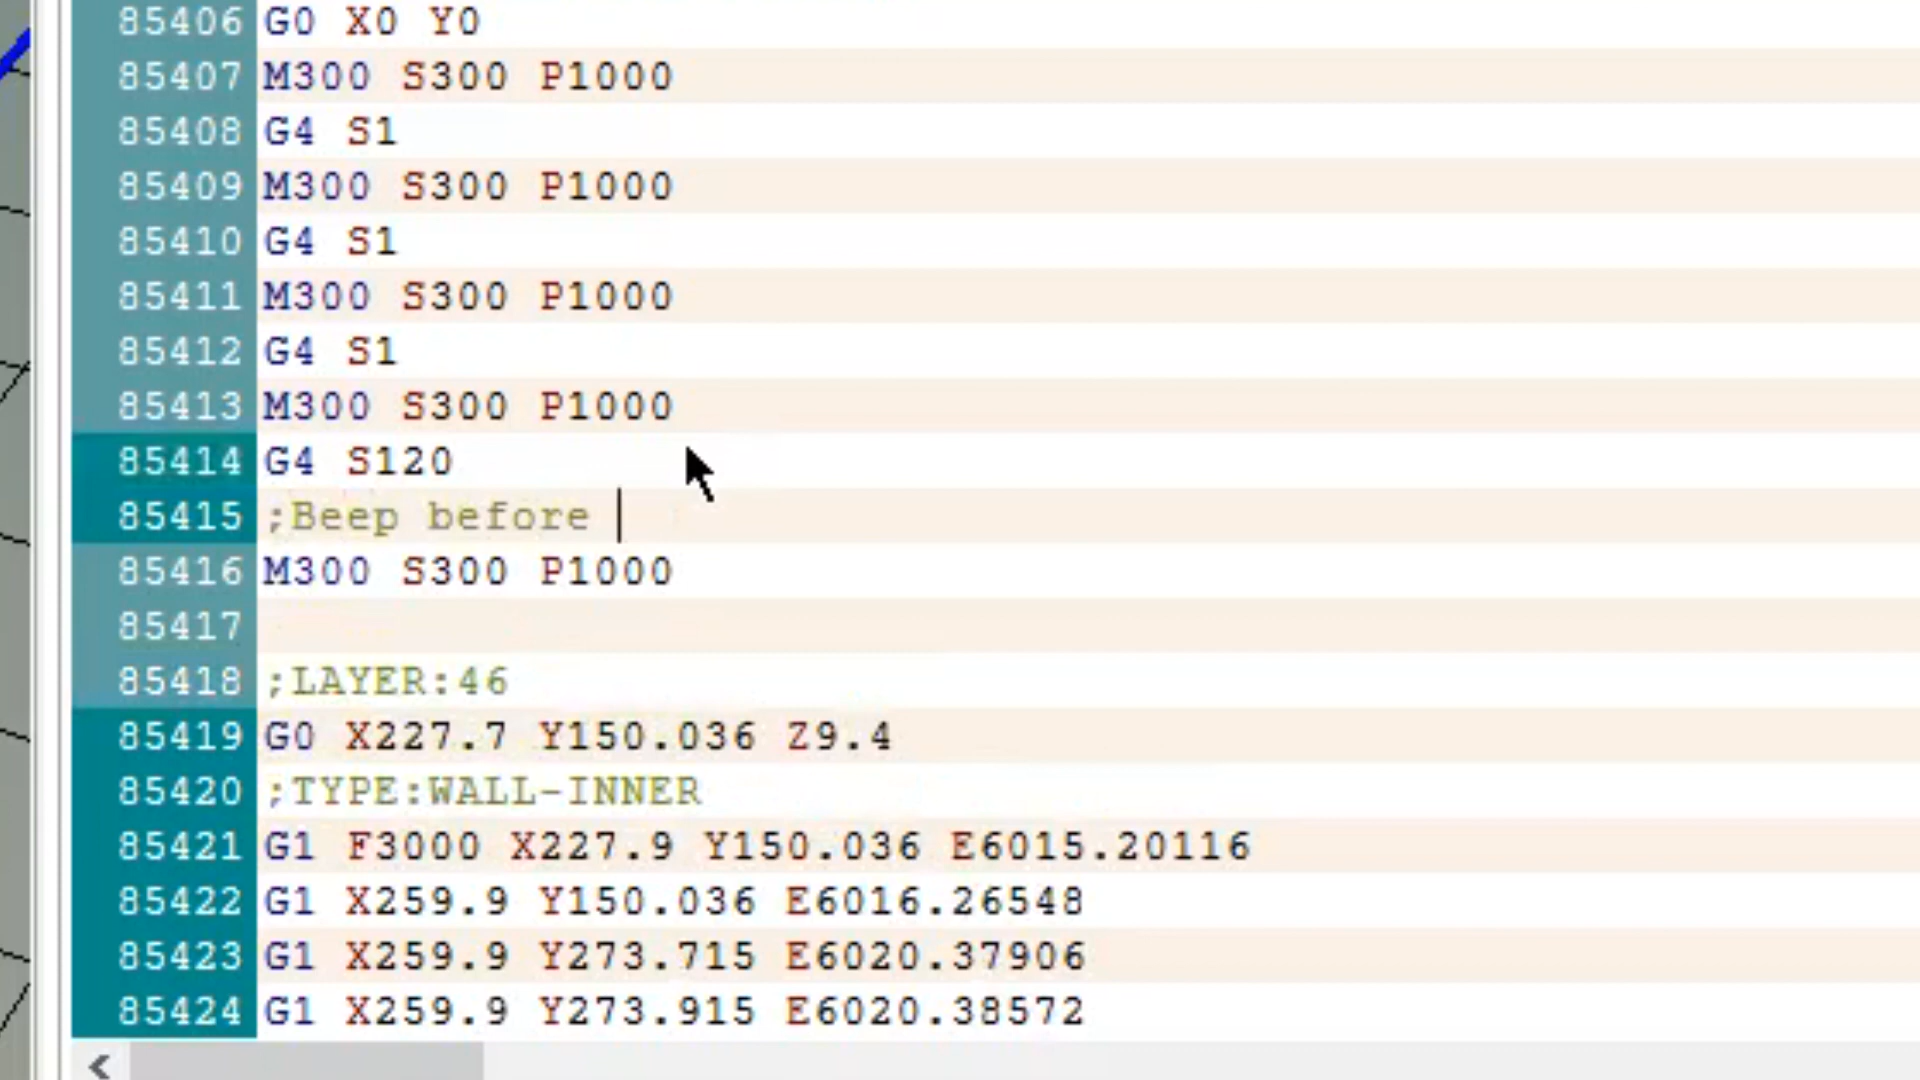 85406 G0 X0 Y0
85407 M300 S300 P1000
85408 G4 S1
85409 M300 S300 P1000
85410 G4 S1
85411 M300 S300 P1000
85412 G4 S1
85413 M300 S300 P1000
85414 G4 S120
85415 ;Beep before
85416 M300 S300 P1000
85417
85418 ;LAYER:46
85419 G0 X227.7 Y150.036 Z9.4
85420 ;TYPE:WALL-INNER
85421 G1 F3000 X227.9 Y150.036 E6015.20116
85422 G1 X259.9 Y150.036 E6016.26548
85423 G1 X259.9 Y273.715 E6020.37906
85424 G1 X259.9 Y273.915 E6020.38572